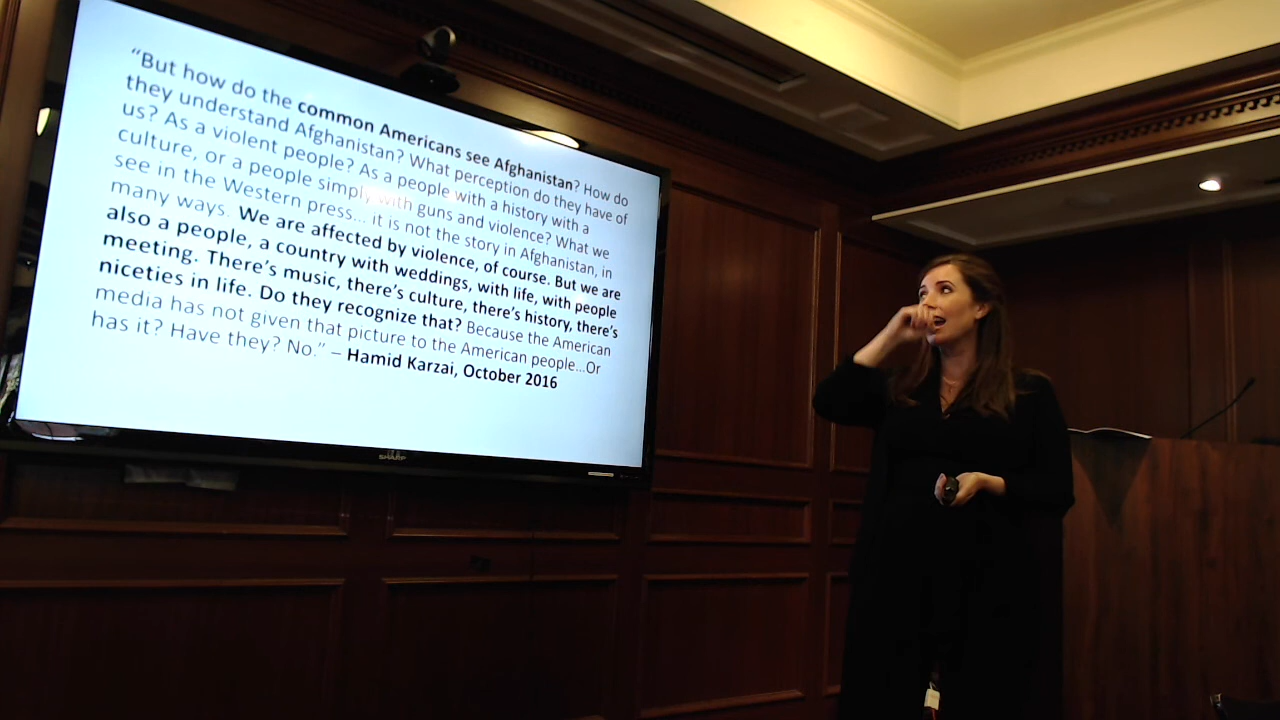 “But how do the common Americans see Afghanistan? How do
they understand Afghanistan? What perception do they have of
us? As a violent people? As a people with a history with a
culture, or a people simply with guns and violence? What we
see in the Western press... it is not the story in Afghanistan, in
many ways. We are affected by violence, of course. But we are
also a people, a country with weddings, with life, with people
meeting. There’s music, there’s culture, there’s history, there’s
niceties in life. Do they recognize that? Because the American
media has not given that picture to the American people...Or
has it? Have they? No.” – Hamid Karzai, October 2016
SHARP